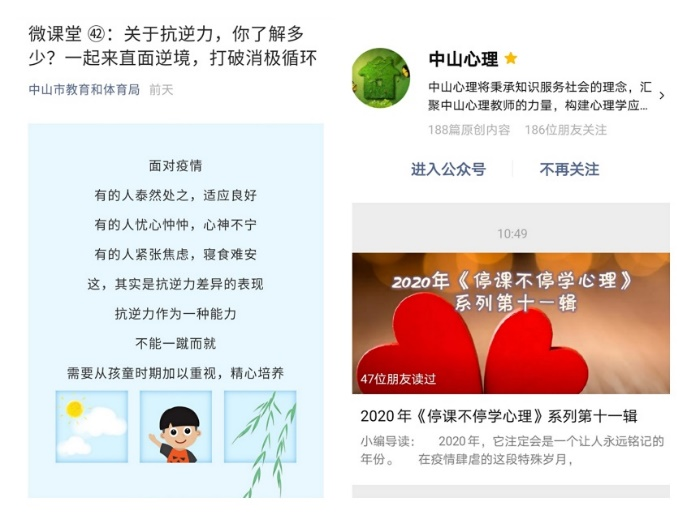 微课堂 ㊷：关于抗逆力，你了解多
少？一起来直面逆境，打破消极循环
中山市教育和体育局 前天
面对疫情
有的人泰然处之，适应良好
有的人忧心忡忡，心神不宁
有的人紧张焦虑，寝食难安
这，其实是抗逆力差异的表现
抗逆力作为一种能力
不能一蹴而就
需要从孩童时期加以重视，精心培养
中山心理
中山心理将秉承知识服务社会的理念，汇
聚中山心理教师的力量，构建心理学应...
188篇原创内容 186位朋友关注
进入公众号 不再关注
10:49
2020年《停课不停学心理》
系列第十一辑
47位朋友读过
2020 年《停课不停学心理》系列第十一辑
小编导读： 2020年，它注定会是一个让人永远铭记的
年份。 在疫情肆虐的这段特殊岁月，